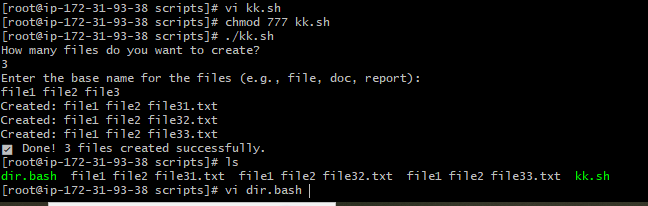 [root@ip-172-31-93-38 scripts]# vi kk.sh
[root@ip-172-31-93-38 scripts]# chmod 777 kk.sh
[root@ip-172-31-93-38 scripts]# ./kk.sh
How many files do you want to create?
3
Enter the base name for the files (e.g., file, doc, report):
file1 file2 file3
Created: file1 file2 file31.txt
Created: file1 file2 file32.txt
Created: file1 file2 file33.txt
✅ Done! 3 files created successfully.
[root@ip-172-31-93-38 scripts]# ls
dir.bash  file1 file2 file31.txt  file1 file2 file32.txt  file1 file2 file33.txt  kk.sh
[root@ip-172-31-93-38 scripts]# vi dir.bash